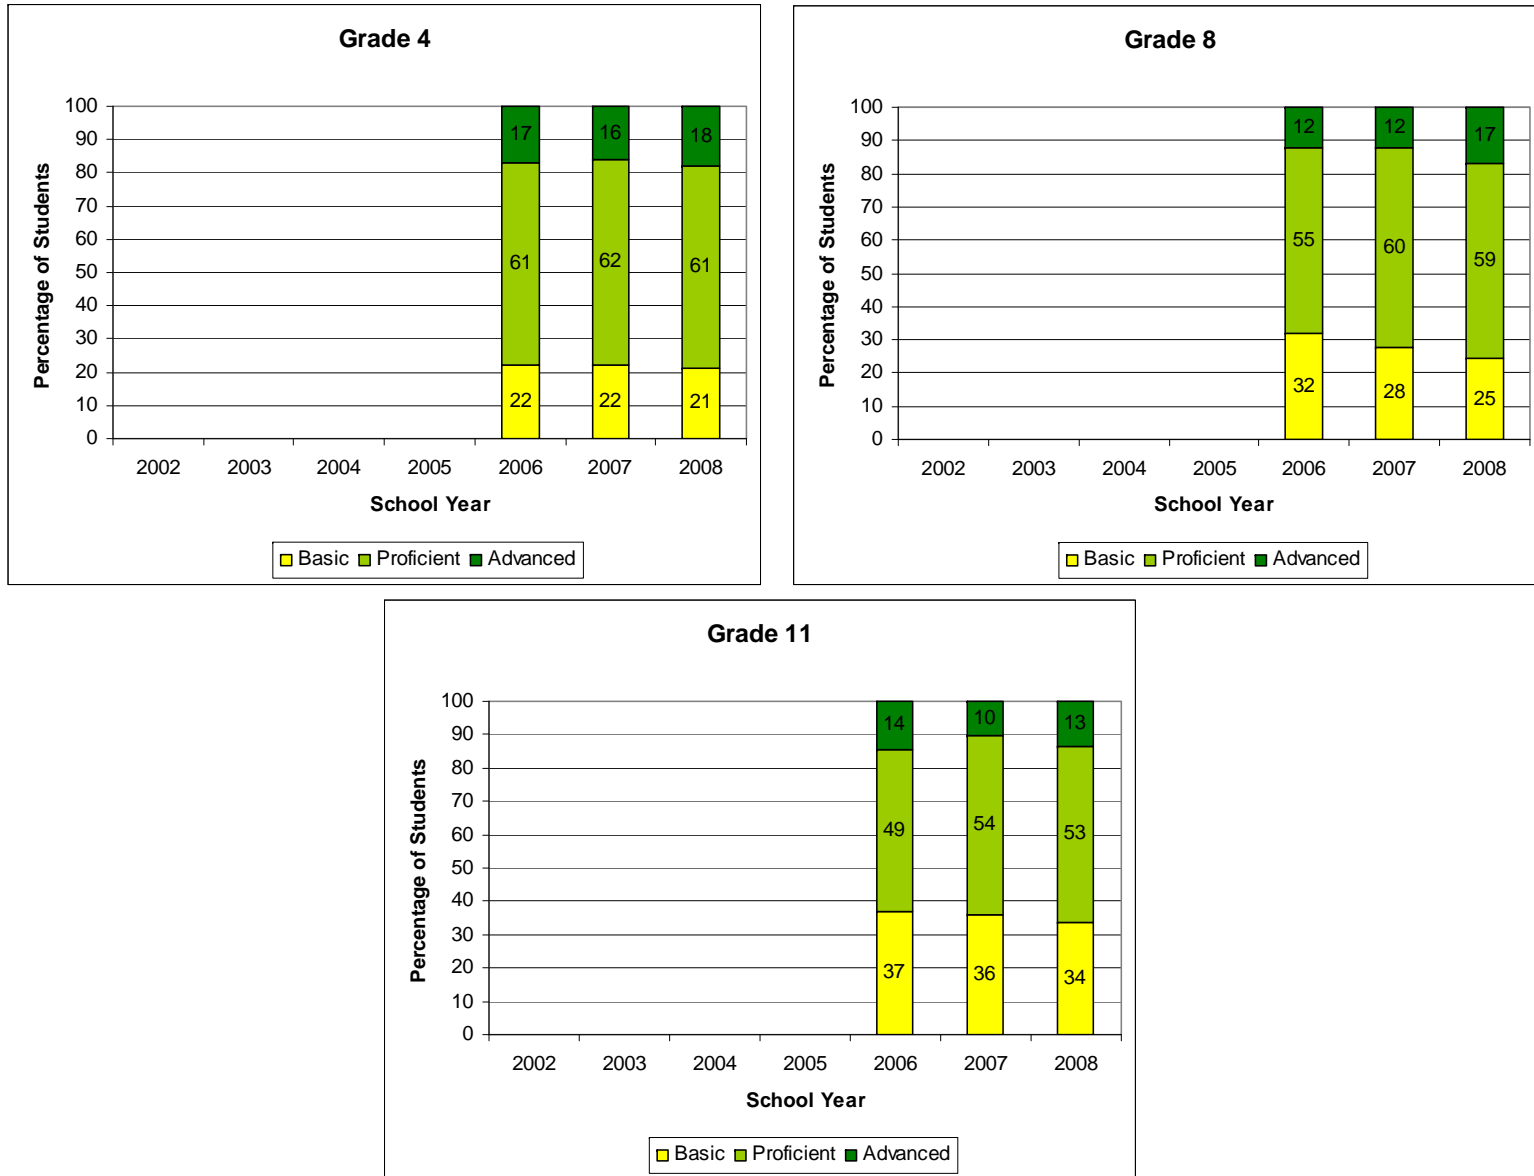 Grade 4
Percentage of Students
100
90
80
70
60
50
40
30
20
10
0
17 16 18
61 62 61
22 22 21
2002 2003 2004 2005 2006 2007 2008
School Year
Basic Proficient Advanced
Grade 8
Percentage of Students
100
90
80
70
60
50
40
30
20
10
0
12 12 17
55 60 59
32 28 25
2002 2003 2004 2005 2006 2007 2008
School Year
Basic Proficient Advanced
Grade 11
Percentage of Students
100
90
80
70
60
50
40
30
20
10
0
14 10 13
49 54 53
37 36 34
2002 2003 2004 2005 2006 2007 2008
School Year
Basic Proficient Advanced